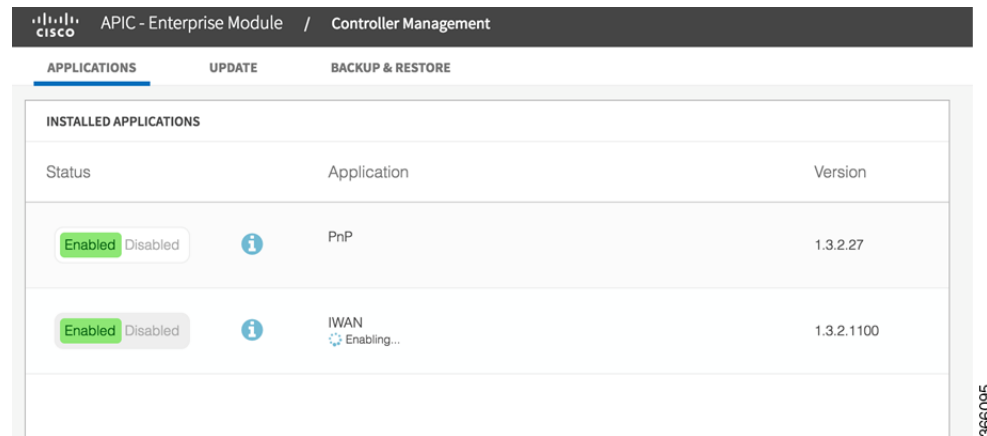 cisco APIC - Enterprise Module / Controller Management
APPLICATIONS UPDATE BACKUP & RESTORE
INSTALLED APPLICATIONS
Status Application Version
Enabled Disabled PnP 1.3.2.27
Enabled Disabled IWAN 1.3.2.1100
Enabling...
366095